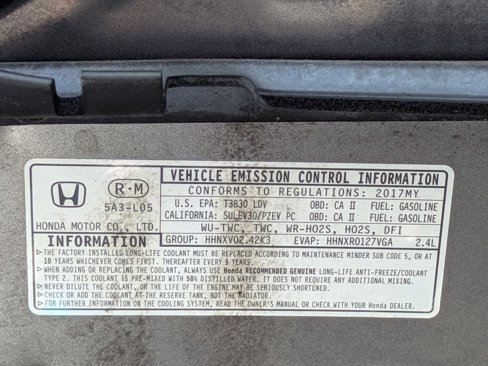 VEHICLE EMISSION CONTROL INFORMATION
CONFORMS TO REGULATIONS: 2017MY
U.S. EPA: T3B30 LDV OBD: CA II FUEL: GASOLINE
CALIFORNIA: SULEV30/PZEV PC OBD: CA II FUEL: GASOLINE
WU-TWC, TWC, WR-HO2S, HO2S, DFI
GROUP: HHNXV02.42K3 EVAP: HHNXR0127VGA 2.4L
R·M
5A3-L05
HONDA MOTOR CO., LTD.
INFORMATION
▷THE FACTORY INSTALLED LONG-LIFE COOLANT MUST BE REPLACED ACCORDING TO MAINTENANCE MINDER SUB CODE 5, OR AT
10 YEARS WHICHEVER COMES FIRST. THEREAFTER EVERY 5 YEARS.
▷WHEN ADDING OR REPLACING THE COOLANT, ALWAYS USE Honda RECOMMENDED GENUINE LONG-LIFE ANTI-FREEZE/COOLANT
TYPE 2. THIS COOLANT IS PRE-MIXED WITH 50% DISTILLED WATER. IT DOES NOT REQUIRE ANY ADDITIONAL MIXING.
▷NEVER DILUTE THE COOLANT, OR THE LIFE OF THE ENGINE MAY BE SERIOUSLY SHORTENED.
▷ADD COOLANT AT THE RESERVE TANK, NOT THE RADIATOR.
▷FOR FURTHER INFORMATION ON THE COOLING SYSTEM, READ THE OWNER'S MANUAL OR CHECK WITH YOUR Honda DEALER.